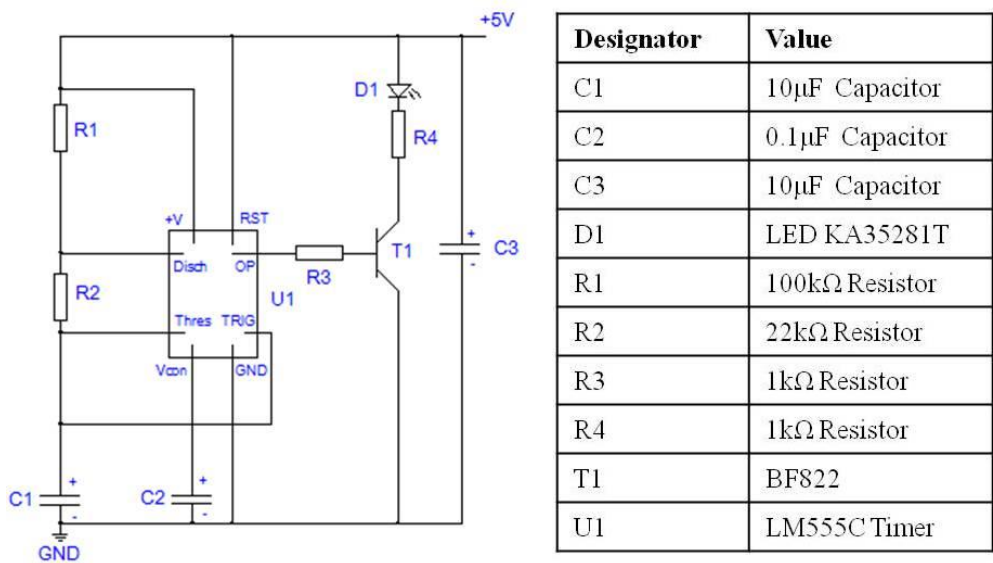 +5V
D1
R4
R1
+V RST
Disch OP
R3
T1
+
-
C3
R2
U1
Thres TRIG
Vcon GND
C1
+
-
C2
+
-
GND
Designator Value
C1 10μF Capacitor
C2 0.1μF Capacitor
C3 10μF Capacitor
D1 LED KA35281T
R1 100kΩ Resistor
R2 22kΩ Resistor
R3 1kΩ Resistor
R4 1kΩ Resistor
T1 BF822
U1 LM555C Timer